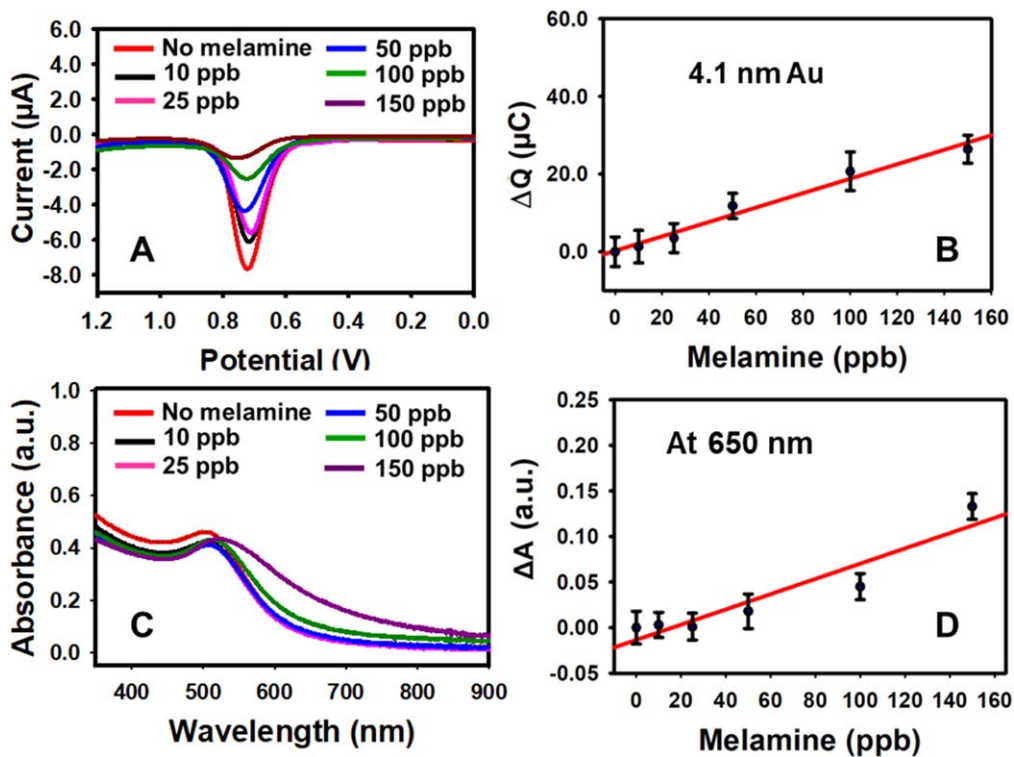 No melamine
10 ppb
25 ppb
50 ppb
100 ppb
150 ppb
Current (µA)
6.0
4.0
2.0
0.0
-2.0
-4.0
-6.0
-8.0
A
1.2 1.0 0.8 0.6 0.4 0.2 0.0
Potential (V)
60.0
40.0
20.0
0.0
ΔQ (µC)
4.1 nm Au
B
0 20 40 60 80 100 120 140 160
Melamine (ppb)
1.0
0.8
0.6
0.4
0.2
0.0
Absorbance (a.u.)
No melamine
10 ppb
25 ppb
50 ppb
100 ppb
150 ppb
C
400 500 600 700 800 900
Wavelength (nm)
0.25
0.20
0.15
0.10
0.05
0.00
-0.05
ΔA (a.u.)
At 650 nm
D
0 20 40 60 80 100 120 140 160
Melamine (ppb)